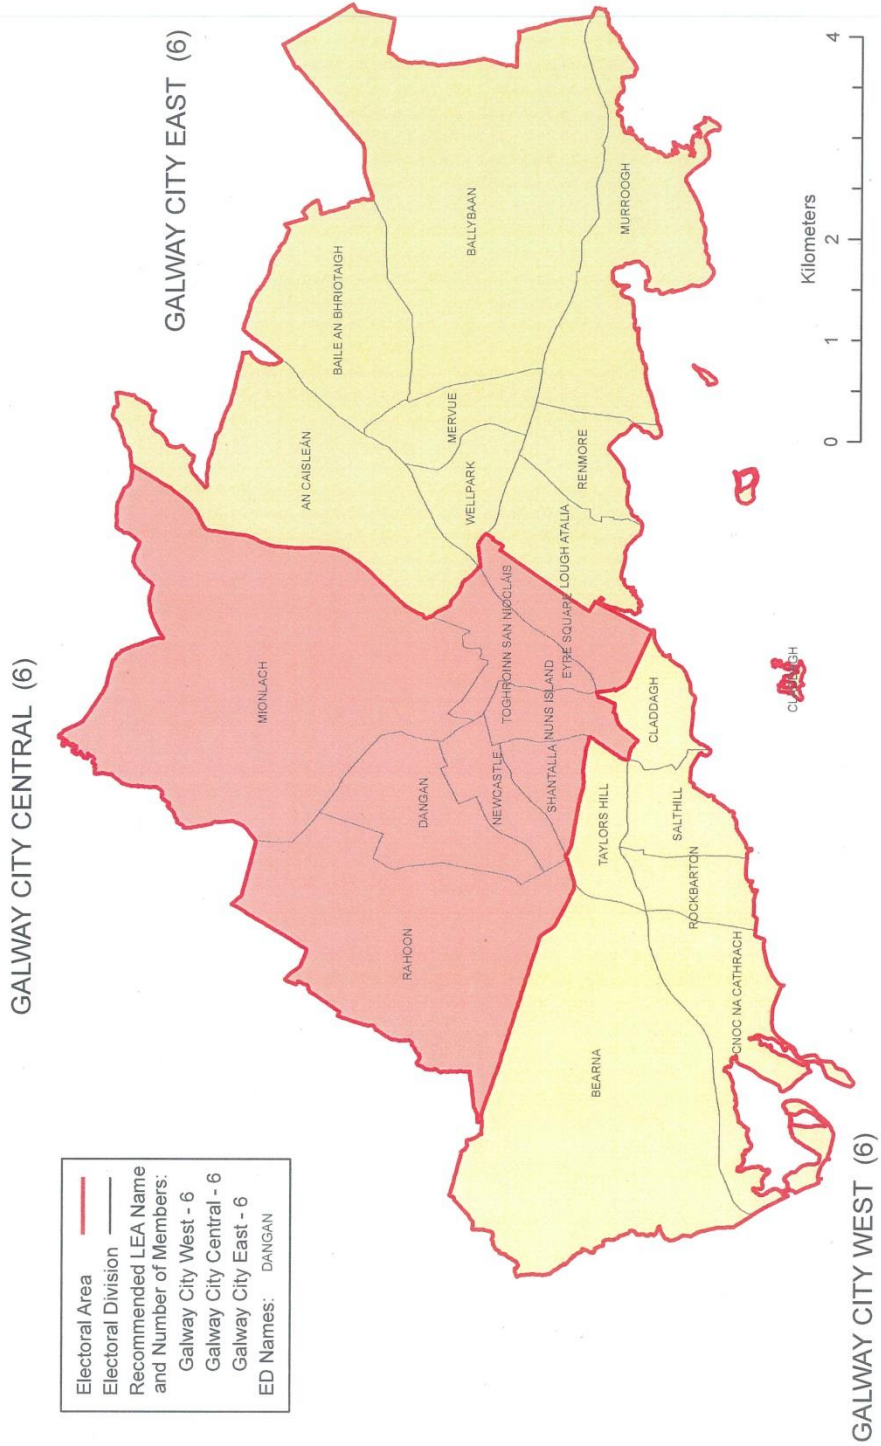 GALWAY CITY CENTRAL (6)
GALWAY CITY EAST (6)
GALWAY CITY WEST (6)
Electoral Area
Electoral Division
Recommended LEA Name
and Number of Members:
Galway City West - 6
Galway City Central - 6
Galway City East - 6
ED Names: DANGAN
MIONLACH
RAHOON
DANGAN
NEWCASTLE
SHANTALLA
NUNS ISLAND
TOGHROINN SAN NIOCLÁIS
EYRE SQUARE
LOUGH ATALIA
AN CAISLEÁN
BAILE AN BHRIOTAIGH
BALLYBAAN
MERVUE
WELLPARK
RENMORE
MURROOGH
BEARNA
TAYLORS HILL
CLADDAGH
SALTHILL
ROCKBARTON
CNOC NA CATHRACH
CLADDAGH
Kilometers
0 1 2 4